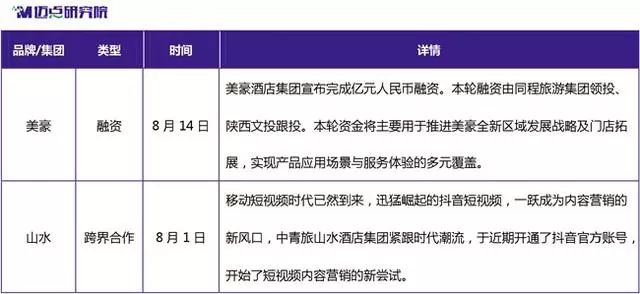 迈点研究院
品牌/集团 类型 时间 详情
美豪酒店集团宣布完成亿元人民币融资。本轮融资由同程旅游集团领投、
美豪 融资 8 月 14 日 陕西文投跟投。本轮资金将主要用于推进美豪全新区域发展战略及门店拓
展，实现产品应用场景与服务体验的多元覆盖。
移动短视频时代已然到来，迅猛崛起的抖音短视频，一跃成为内容营销的
山水 跨界合作 8 月 1 日 新风口，中青旅山水酒店集团紧跟时代潮流，于近期开通了抖音官方账号，
开始了短视频内容营销的新尝试。